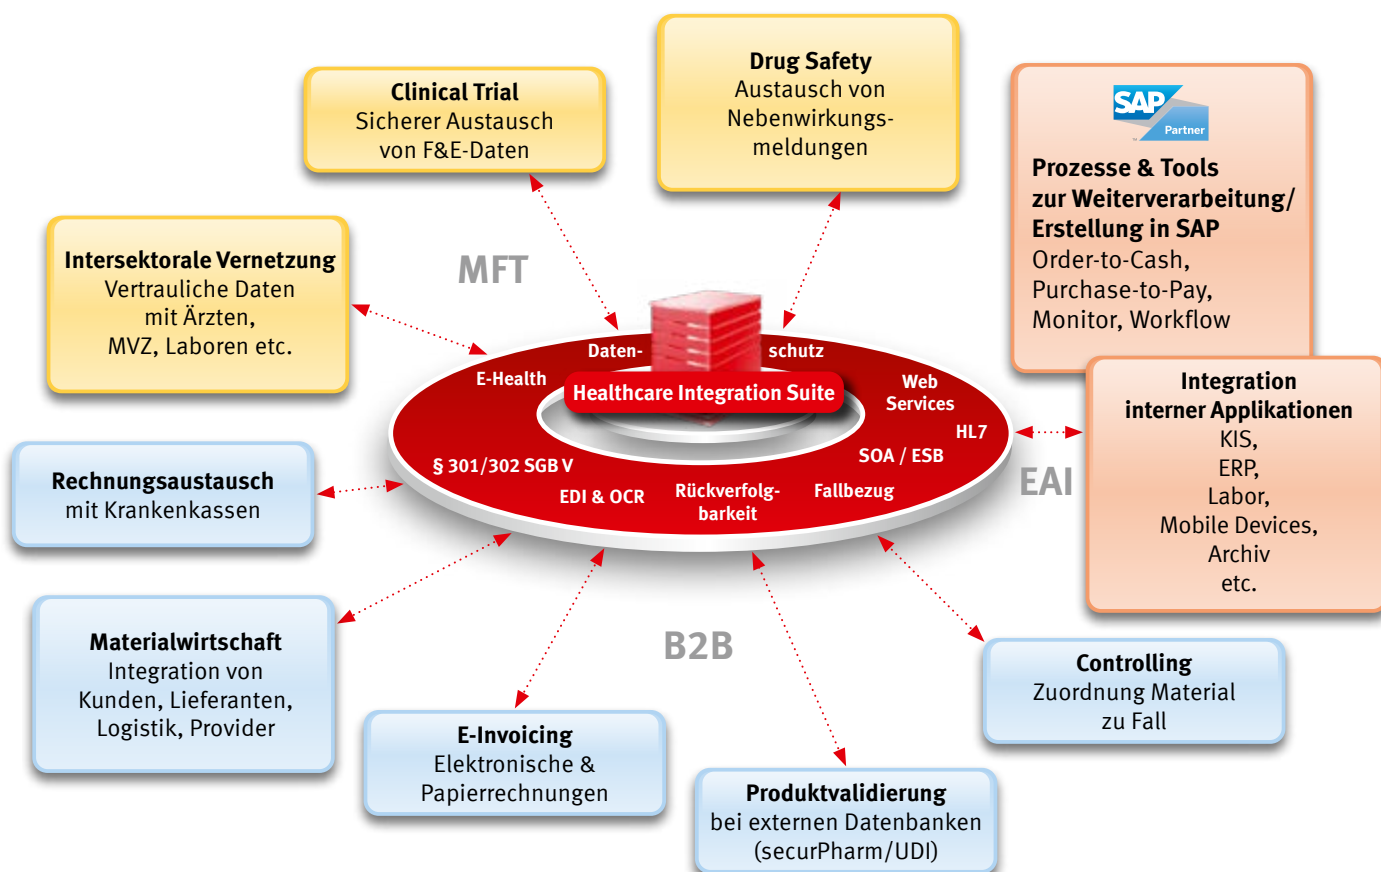 Clinical Trial
Sicherer Austausch
von F&E-Daten
Drug Safety
Austausch von
Nebenwirkungs-
meldungen
SAP
Partner
Prozesse & Tools
zur Weiterverarbeitung/
Erstellung in SAP
Order-to-Cash,
Purchase-to-Pay,
Monitor, Workflow
Intersektorale Vernetzung
Vertrauliche Daten
mit Ärzten,
MVZ, Laboren etc.
MFT
Daten-
schutz
E-Health
Healthcare Integration Suite
Web
Services
HL7
SOA / ESB
§ 301/302 SGB V
EDI & OCR
Rückverfolg-
barkeit
Fallbezug
EAI
Integration
interner Applikationen
KIS,
ERP,
Labor,
Mobile Devices,
Archiv
etc.
Rechnungsaustausch
mit Krankenkassen
Materialwirtschaft
Integration von
Kunden, Lieferanten,
Logistik, Provider
B2B
E-Invoicing
Elektronische &
Papierrechnungen
Produktvalidierung
bei externen Datenbanken
(securPharm/UDI)
Controlling
Zuordnung Material
zu Fall